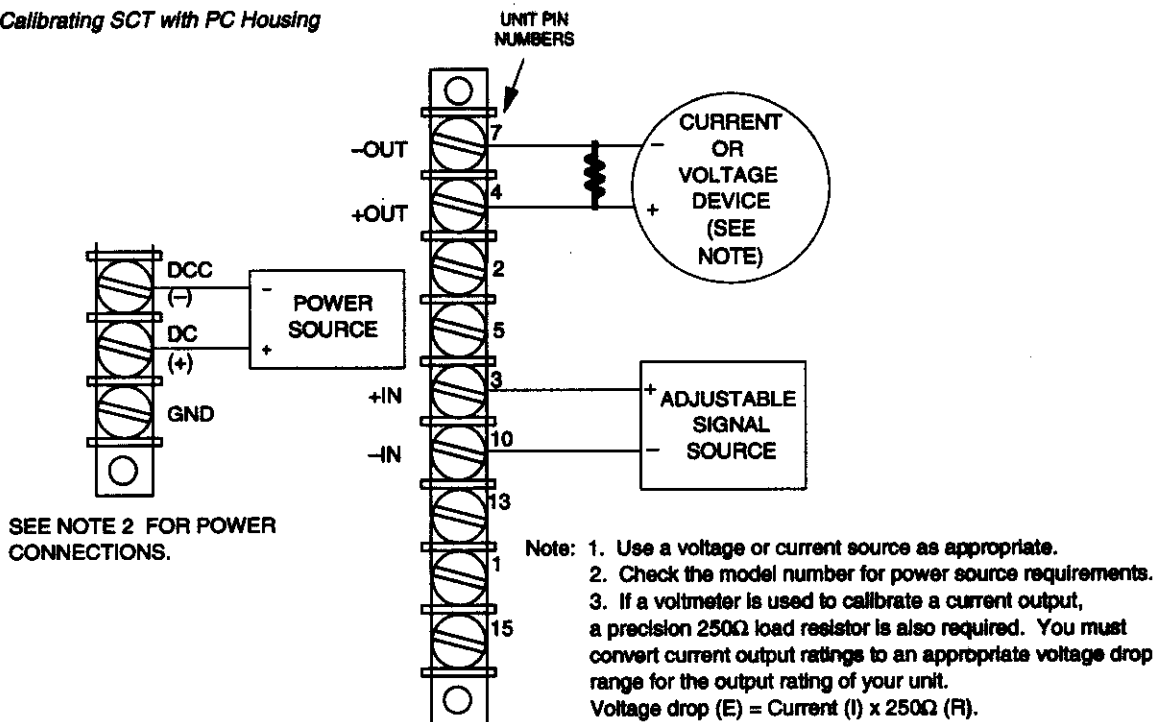 Calibrating SCT with PC Housing
UNIT PIN
NUMBERS
7
–OUT
4
+OUT
2
5
3
+IN
10
–IN
13
1
15
CURRENT
OR
VOLTAGE
DEVICE
(SEE
NOTE)
–
+
DCC
(–)
DC
(+)
GND
–
POWER
SOURCE
+
+
ADJUSTABLE
SIGNAL
SOURCE
–
SEE NOTE 2 FOR POWER
CONNECTIONS.
Note: 1. Use a voltage or current source as appropriate.
2. Check the model number for power source requirements.
3. If a voltmeter is used to calibrate a current output,
a precision 250Ω load resistor is also required. You must
convert current output ratings to an appropriate voltage drop
range for the output rating of your unit.
Voltage drop (E) = Current (I) x 250Ω (R).